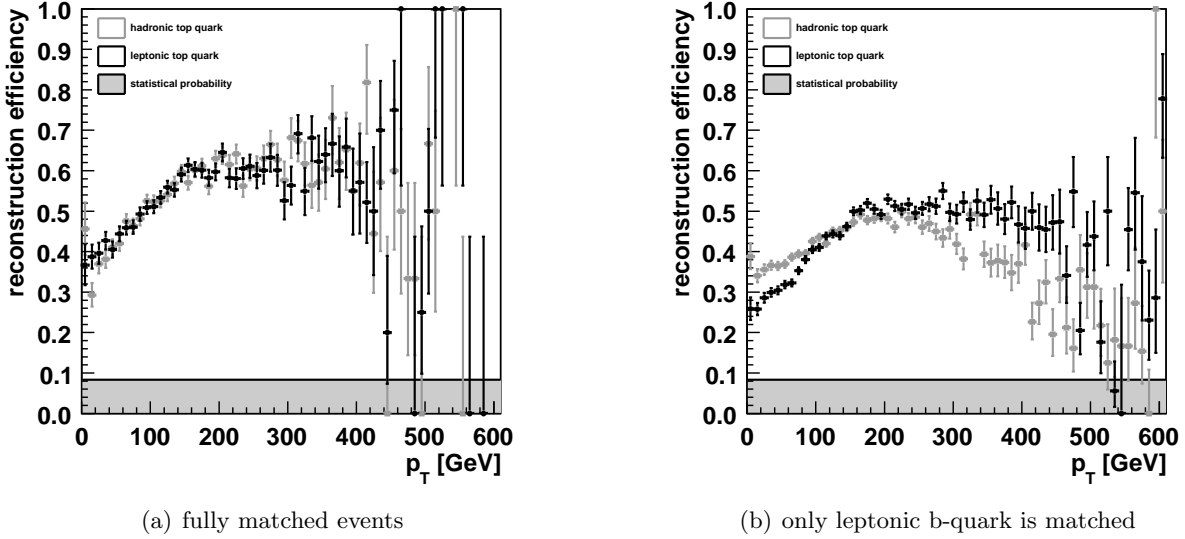 reconstruction efficiency
1.0
0.9
0.8
0.7
0.6
0.5
0.4
0.3
0.2
0.1
0.0
hadronic top quark
leptonic top quark
statistical probability
0 100 200 300 400 500 600
p_T [GeV]
(a) fully matched events
reconstruction efficiency
1.0
0.9
0.8
0.7
0.6
0.5
0.4
0.3
0.2
0.1
0.0
hadronic top quark
leptonic top quark
statistical probability
0 100 200 300 400 500 600
p_T [GeV]
(b) only leptonic b-quark is matched